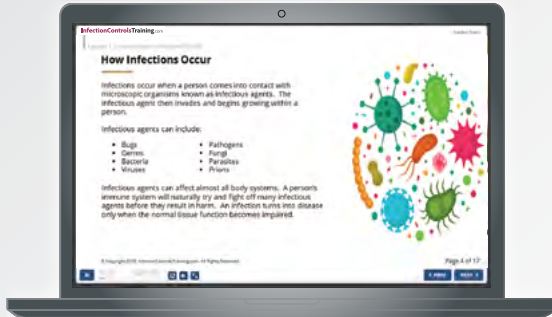 InfectionControlsTraining.com
How Infections Occur
Infections occur when a person comes into contact with
microscopic organisms known as infectious agents. The
infectious agent then invades and begins growing within a
person.
Infectious agents can include:
• Bugs
• Germs
• Bacteria
• Viruses
• Pathogens
• Fungi
• Parasites
• Prions
Infectious agents can affect almost all body systems. A person's
immune system will naturally try and fight off many infectious
agents before they result in harm. An infection turns into disease
only when the normal tissue function becomes impaired.
Page 4 of 17
PREV
NEXT